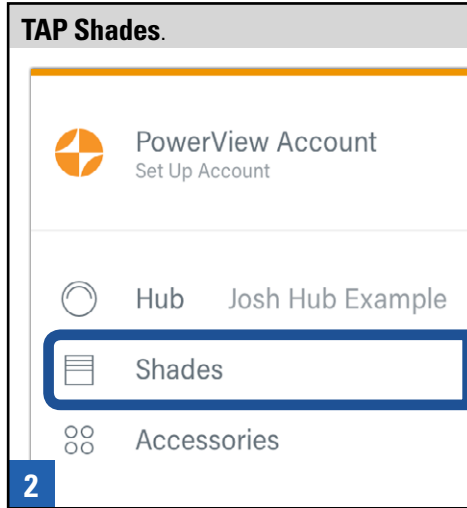 TAP Shades.
PowerView Account
Set Up Account
Hub Josh Hub Example
Shades
Accessories
2